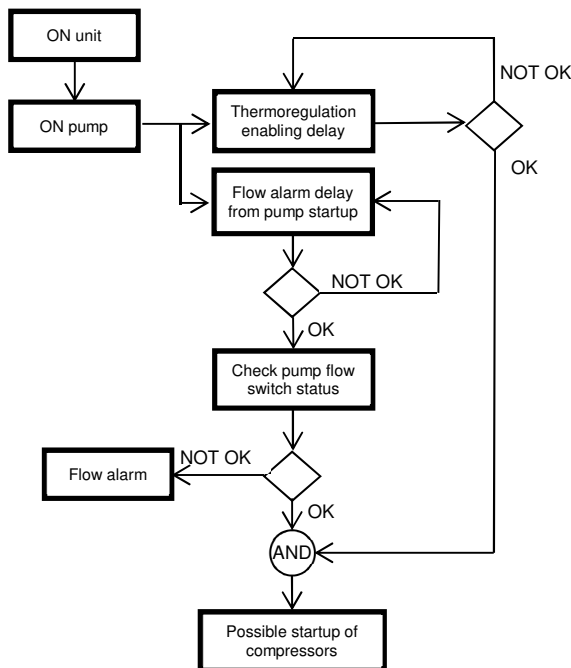 ON unit
NOT OK
ON pump
Thermoregulation
enabling delay
OK
Flow alarm delay
from pump startup
NOT OK
OK
Check pump flow
switch status
NOT OK
Flow alarm
OK
AND
Possible startup of
compressors